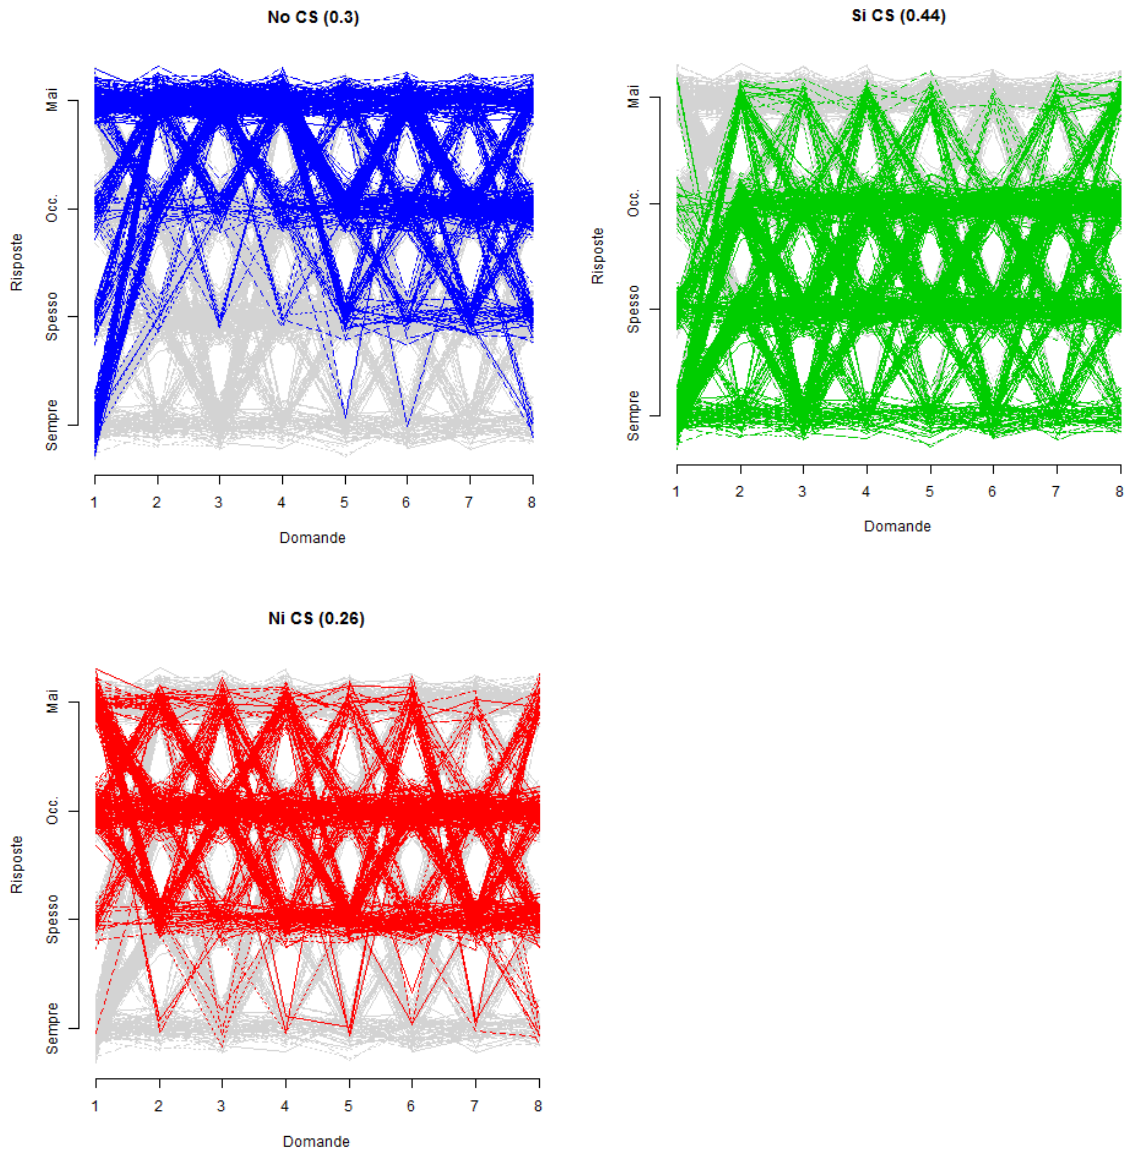 No CS (0.3)
Risposte
Mai
Occ.
Spesso
Sempre
1 2 3 4 5 6 7 8
Domande
Si CS (0.44)
Risposte
Mai
Occ.
Spesso
Sempre
1 2 3 4 5 6 7 8
Domande
Ni CS (0.26)
Risposte
Mai
Occ.
Spesso
Sempre
1 2 3 4 5 6 7 8
Domande